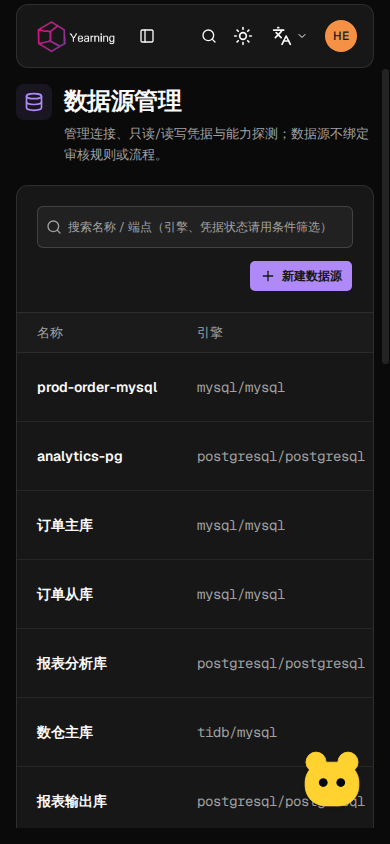 Yearning
HE
数据源管理
管理连接、只读/读写凭据与能力探测；数据源不绑定
审核规则或流程。
搜索名称 / 端点（引擎、凭据状态请用条件筛选）
新建数据源
名称 引擎
prod-order-mysql mysql/mysql
analytics-pg postgresql/postgresql
订单主库 mysql/mysql
订单从库 mysql/mysql
报表分析库 postgresql/postgresql
数仓主库 tidb/mysql
报表输出库